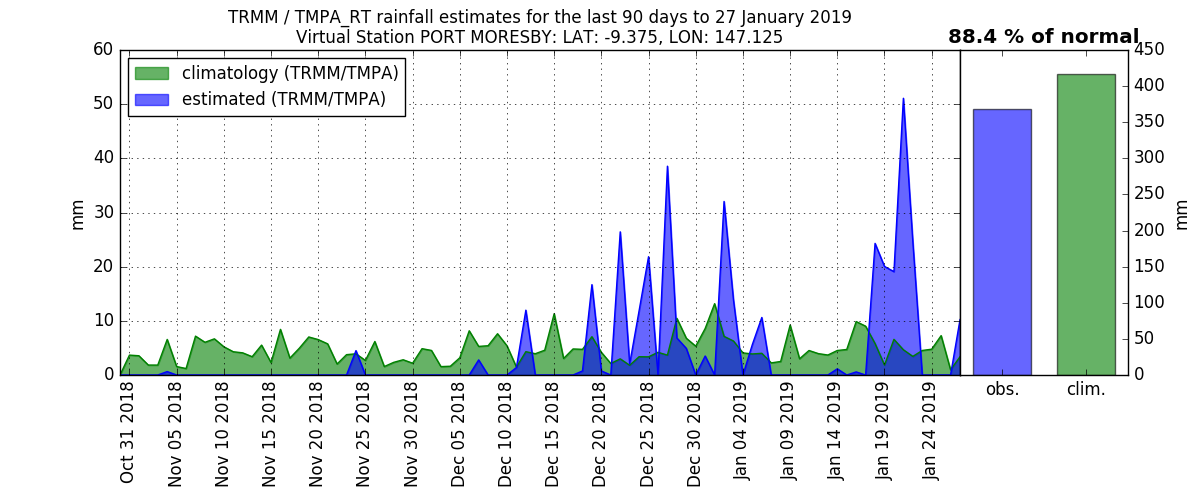 TRMM / TMPA_RT rainfall estimates for the last 90 days to 27 January 2019
Virtual Station PORT MORESBY: LAT: -9.375, LON: 147.125
88.4 % of normal
climatology (TRMM/TMPA)
estimated (TRMM/TMPA)
60
50
40
30
20
10
0
mm
Oct 31 2018
Nov 05 2018
Nov 10 2018
Nov 15 2018
Nov 20 2018
Nov 25 2018
Nov 30 2018
Dec 05 2018
Dec 10 2018
Dec 15 2018
Dec 20 2018
Dec 25 2018
Dec 30 2018
Jan 04 2019
Jan 09 2019
Jan 14 2019
Jan 19 2019
Jan 24 2019
450
400
350
300
250
200
150
100
50
0
mm
obs.
clim.